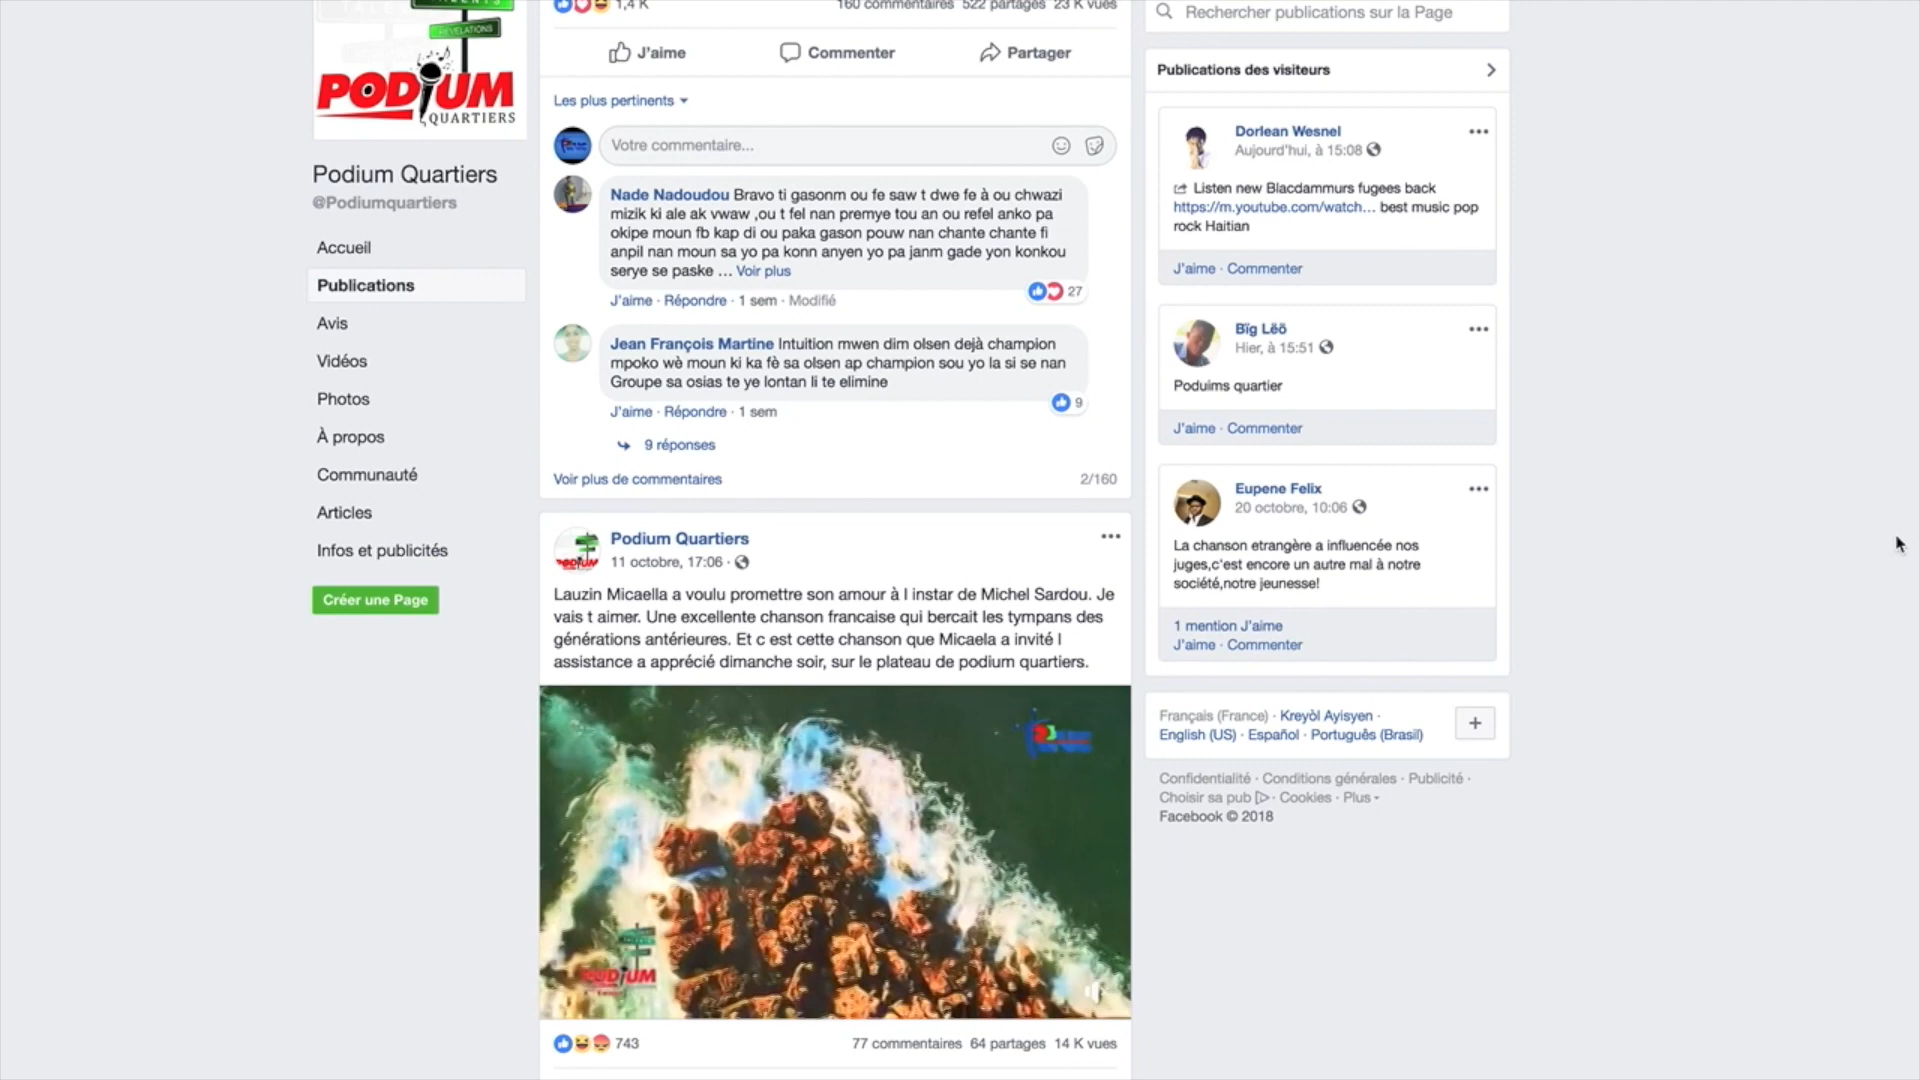 TALENTS
RÉVÉLATIONS
PODIUM
QUARTIERS
Podium Quartiers
@Podiumquartiers
Accueil
Publications
Avis
Vidéos
Photos
À propos
Communauté
Articles
Infos et publicités
Créer une Page
1,4 K
160 commentaires 522 partages 23 K vues
J'aime
Commenter
Partager
Les plus pertinents
Votre commentaire...
Nade Nadoudou Bravo ti gasonm ou fe saw t dwe fe à ou chwazi
mizik ki ale ak vwaw ,ou t fel nan premye tou an ou refel anko pa
okipe moun fb kap di ou paka gason pouw nan chante chante fi
anpil nan moun sa yo pa konn anyen yo pa janm gade yon konkou
serye se paske ... Voir plus
27
J'aime · Répondre · 1 sem · Modifié
Jean François Martine Intuition mwen dim olsen dejà champion
mpoko wè moun ki ka fè sa olsen ap champion sou yo la si se nan
Groupe sa osias te ye lontan li te elimine
9
J'aime · Répondre · 1 sem
9 réponses
Voir plus de commentaires
2/160
Podium Quartiers
11 octobre, 17:06 ·
Lauzin Micaella a voulu promettre son amour à l instar de Michel Sardou. Je
vais t aimer. Une excellente chanson francaise qui bercait les tympans des
générations antérieures. Et c est cette chanson que Micaela a invité l
assistance a apprécié dimanche soir, sur le plateau de podium quartiers.
PODIUM
743
77 commentaires 64 partages 14 K vues
Rechercher publications sur la Page
Publications des visiteurs
Dorlean Wesnel
Aujourd'hui, à 15:08
Listen new Blacdammurs fugees back
https://m.youtube.com/watch... best music pop
rock Haitian
J'aime · Commenter
Bïg Lëö
Hier, à 15:51
Poduims quartier
J'aime · Commenter
Eupene Felix
20 octobre, 10:06
La chanson etrangère a influencée nos
juges,c'est encore un autre mal à notre
société,notre jeunesse!
1 mention J'aime
J'aime · Commenter
Français (France) · Kreyòl Ayisyen ·
English (US) · Español · Português (Brasil)
+
Confidentialité · Conditions générales · Publicité ·
Choisir sa pub · Cookies · Plus
Facebook © 2018